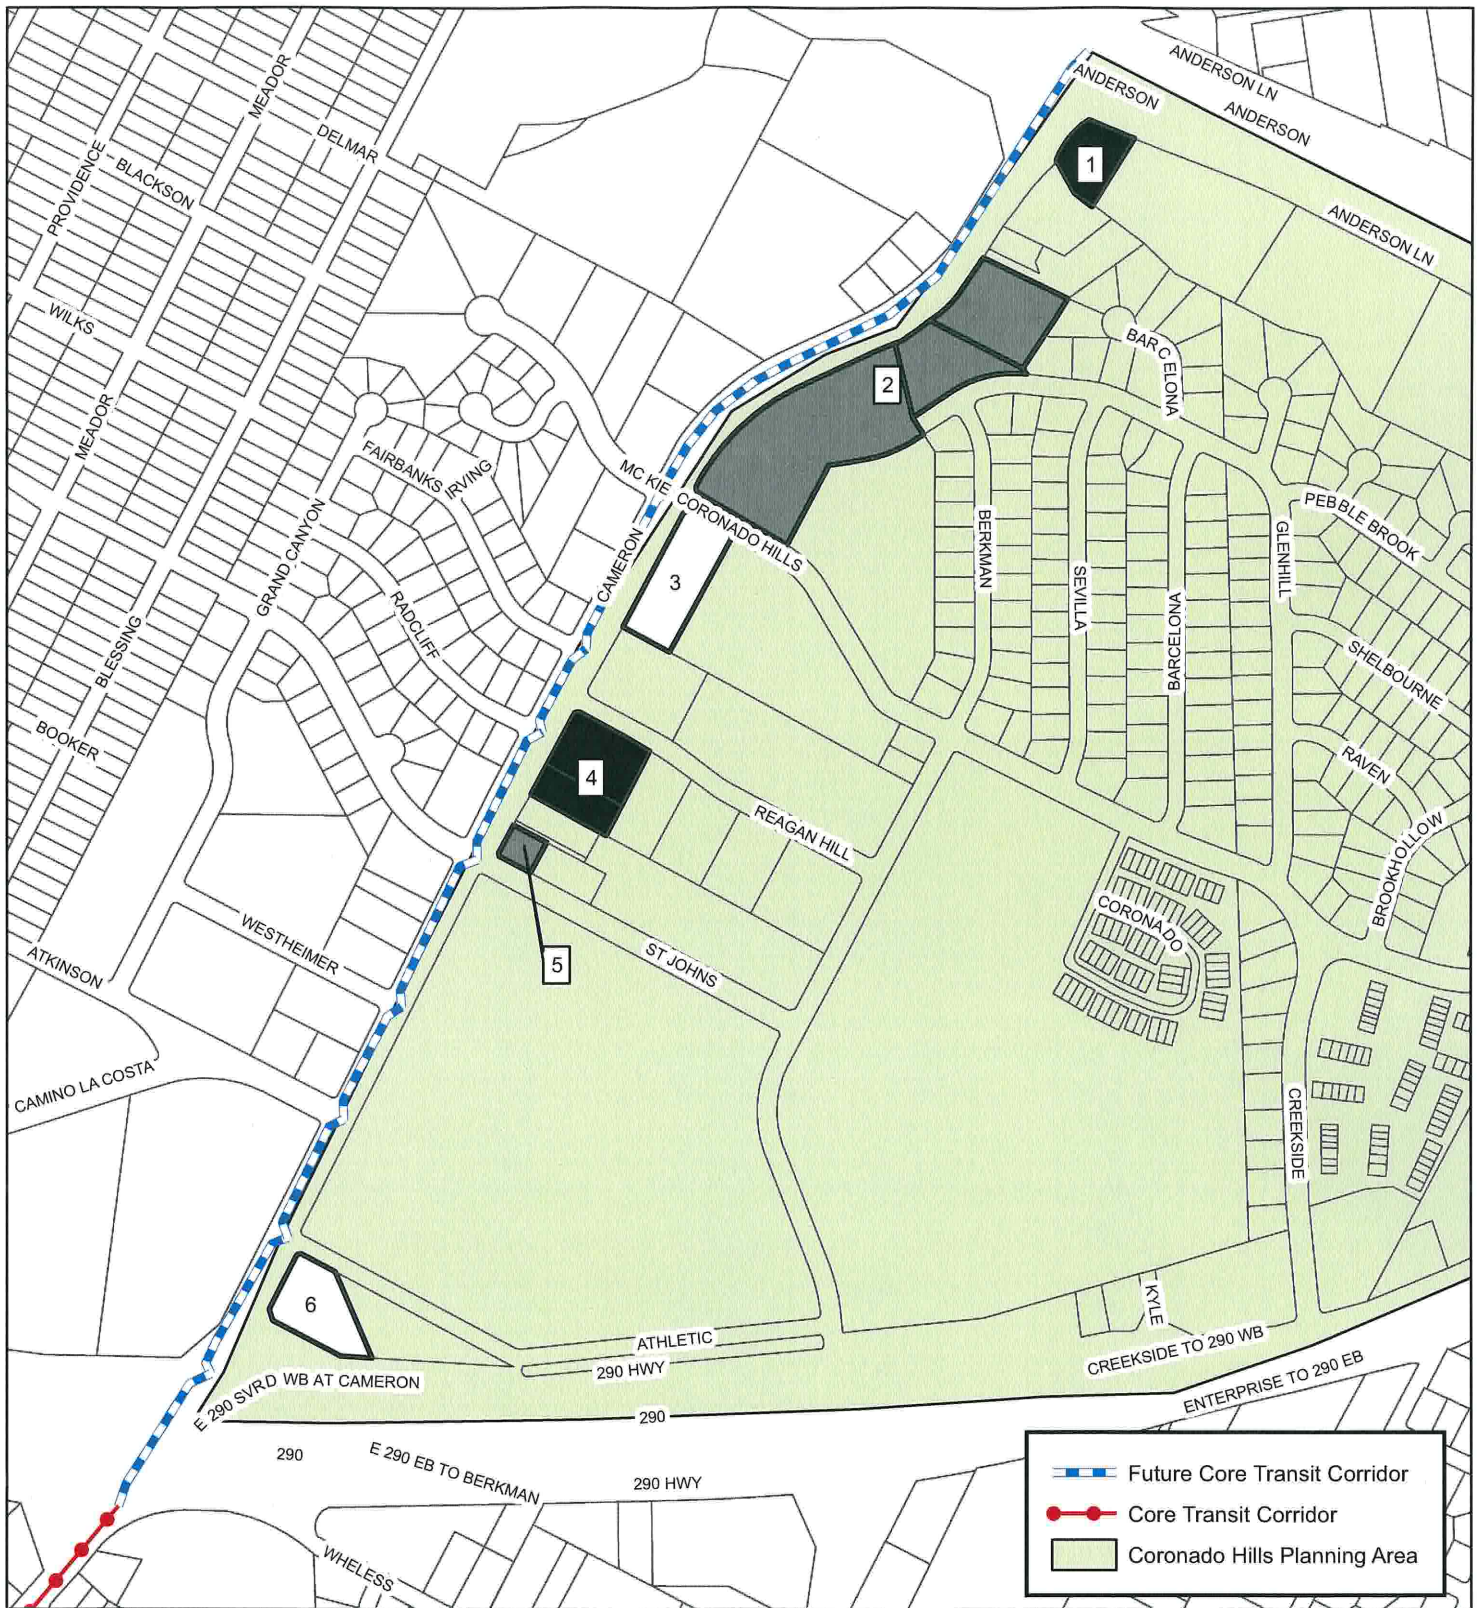 ANDERSON LN
ANDERSON
ANDERSON
MEADOR
DELMAR
PROVIDENCE
BLACKSON
1
ANDERSON LN
WILKS
BARCELONA
2
MEADOR
FAIRBANKS
IRVING
MC KIE
CORONADO HILLS
PEBBLE BROOK
GRAND CANYON
BERKMAN
GLENHILL
CAMERON
3
SEVILLA
RADCLIFF
BARCELONA
BLESSING
SHELBOURNE
BOOKER
RAVEN
4
REAGAN HILL
BROOKHOLLOW
CORONADO
WESTHEIMER
ATKINSON
5
ST JOHNS
CAMINO LA COSTA
CREEKSIDE
6
KYLE
ATHLETIC
290 HWY
CREEKSIDE TO 290 WB
E 290 SVRD WB AT CAMERON
ENTERPRISE TO 290 EB
290
290
E 290 EB TO BERKMAN
290 HWY
WHELESS
Future Core Transit Corridor
Core Transit Corridor
Coronado Hills Planning Area